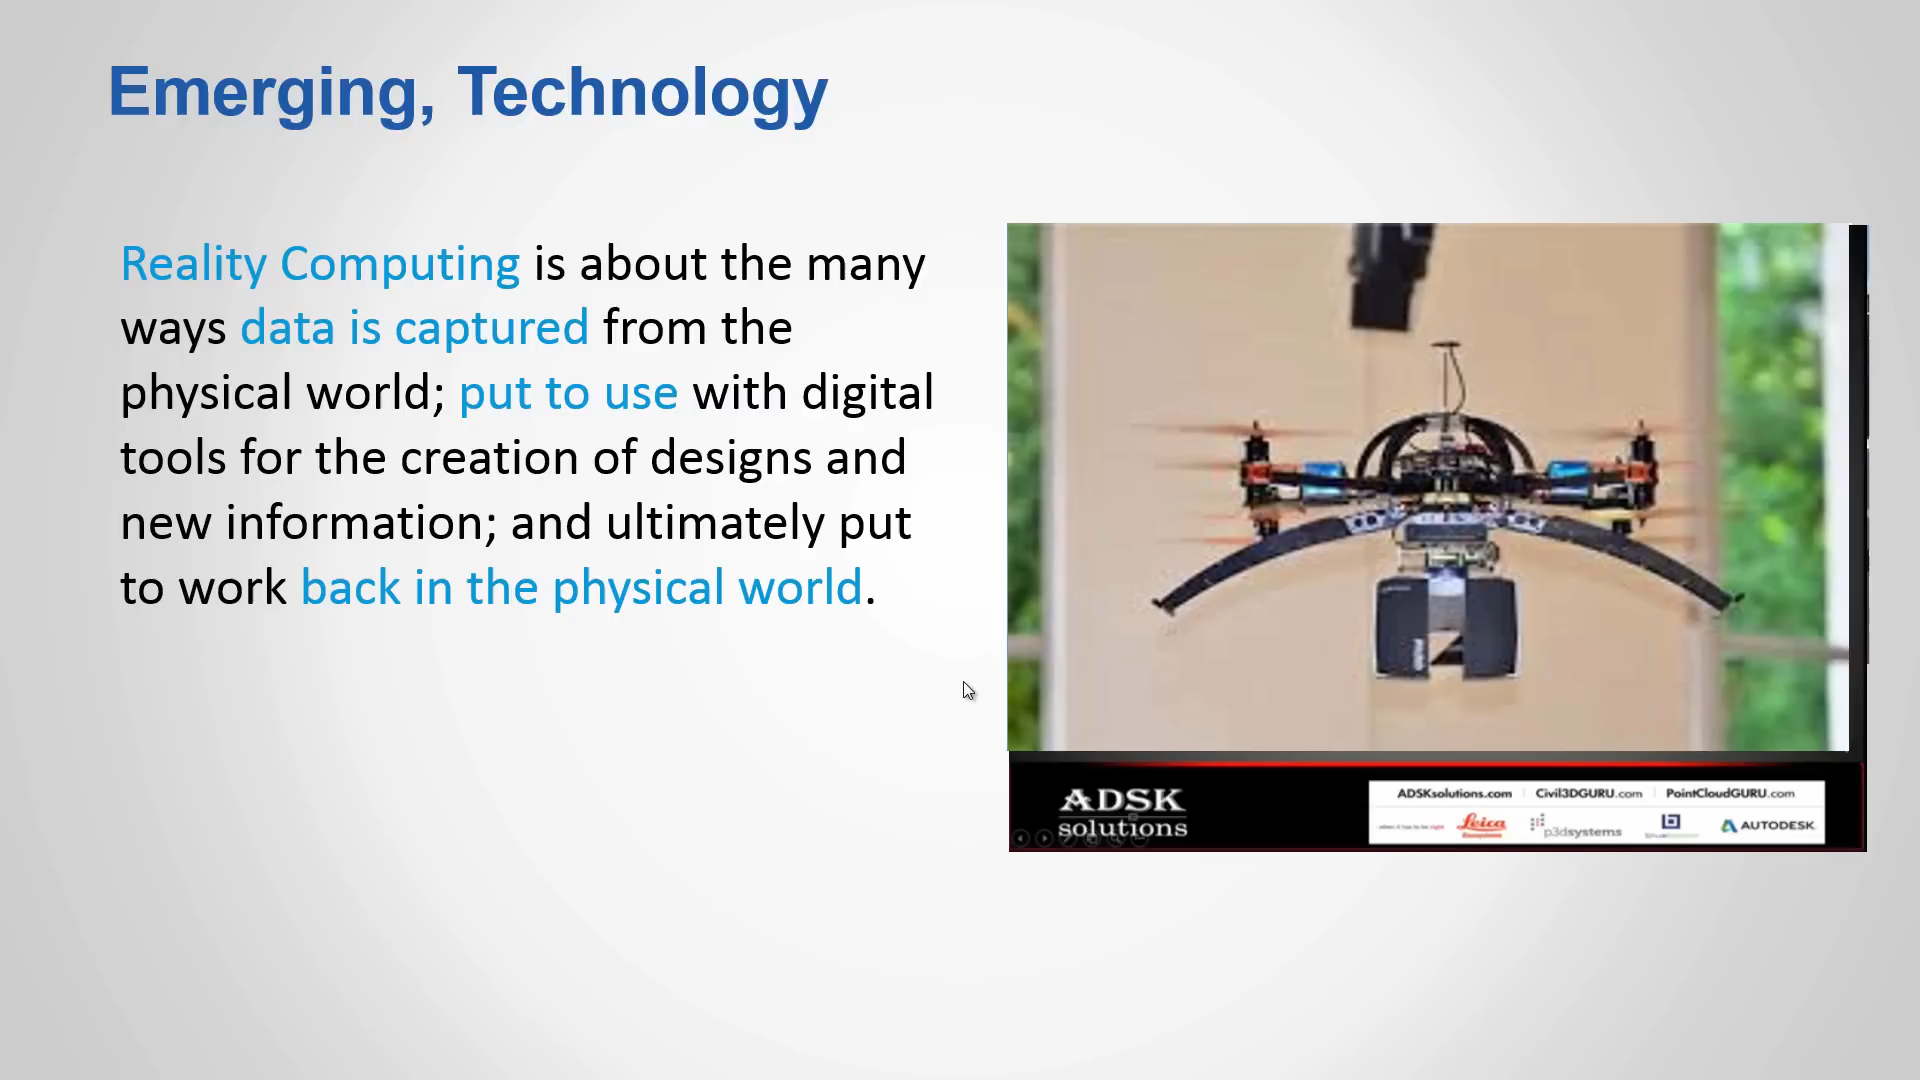 Emerging, Technology
Reality Computing is about the many
ways data is captured from the
physical world; put to use with digital
tools for the creation of designs and
new information; and ultimately put
to work back in the physical world.
ADSK
solutions
ADSKsolutions.com Civil3DGURU.com PointCloudGURU.com
Leica p3dsystems AUTODESK